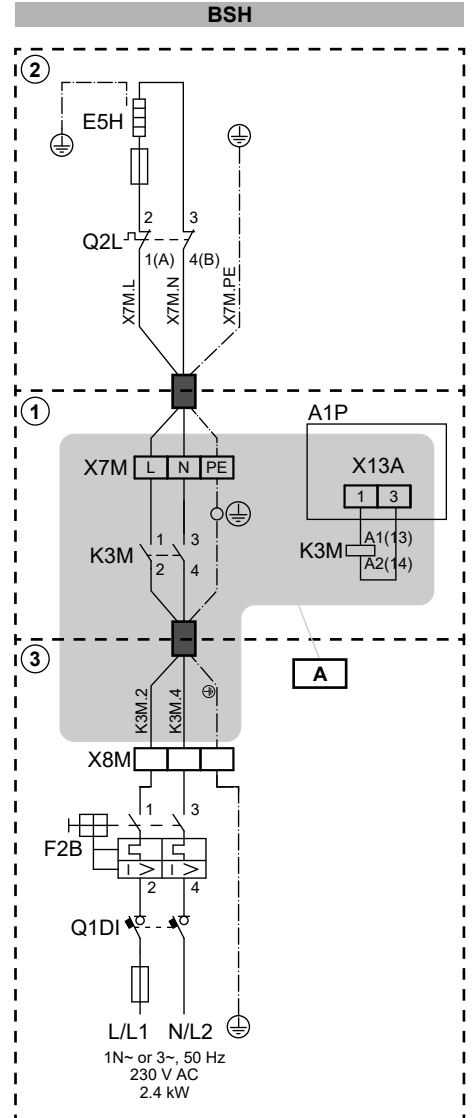 BSH
2
E5H
2 3
Q2L
1(A) 4(B)
X7M.L X7M.N X7M.PE
1
A1P
X7M L N PE
X13A
1 3
1 3
K3M
2 4
K3M A1(13)
A2(14)
3
A
K3M.2 K3M.4
X8M
1 3
F2B
I > I >
2 4
Q1DI
L/L1 N/L2
1N~ or 3~, 50 Hz
230 V AC
2.4 kW